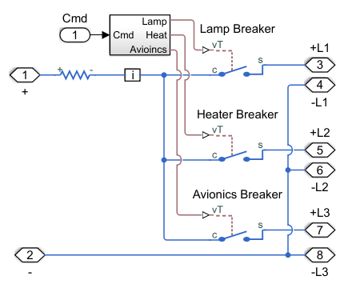 Cmd
1
Cmd
Lamp
Heat
Avioincs
Lamp Breaker
vT
c
s
+L1
3
1
+
+
-
i
4
-L1
Heater Breaker
vT
c
s
+L2
5
6
-L2
Avionics Breaker
vT
c
s
+L3
7
2
-
8
-L3